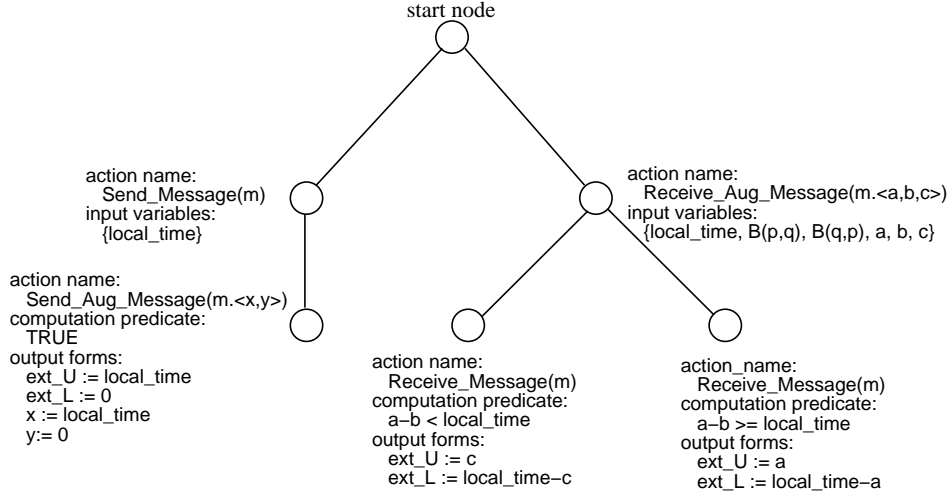 start node
action name:
Send_Message(m)
input variables:
{local_time}
action name:
Receive_Aug_Message(m.<a,b,c>)
input variables:
{local_time, B(p,q), B(q,p), a, b, c}
action name:
Send_Aug_Message(m.<x,y>)
computation predicate:
TRUE
output forms:
ext_U := local_time
ext_L := 0
x := local_time
y:= 0
action name:
Receive_Message(m)
computation predicate:
a−b < local_time
output forms:
ext_U := c
ext_L := local_time−c
action_name:
Receive_Message(m)
computation predicate:
a−b >= local_time
output forms:
ext_U := a
ext_L := local_time−a